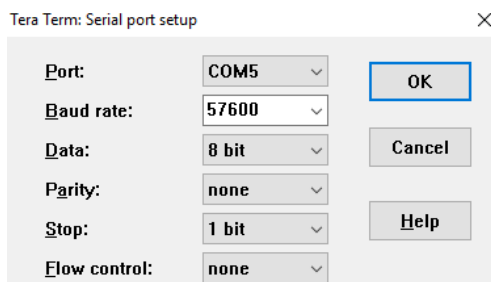 Tera Term: Serial port setup
Port: COM5 OK
Baud rate: 57600
Data: 8 bit Cancel
Parity: none
Stop: 1 bit Help
Flow control: none